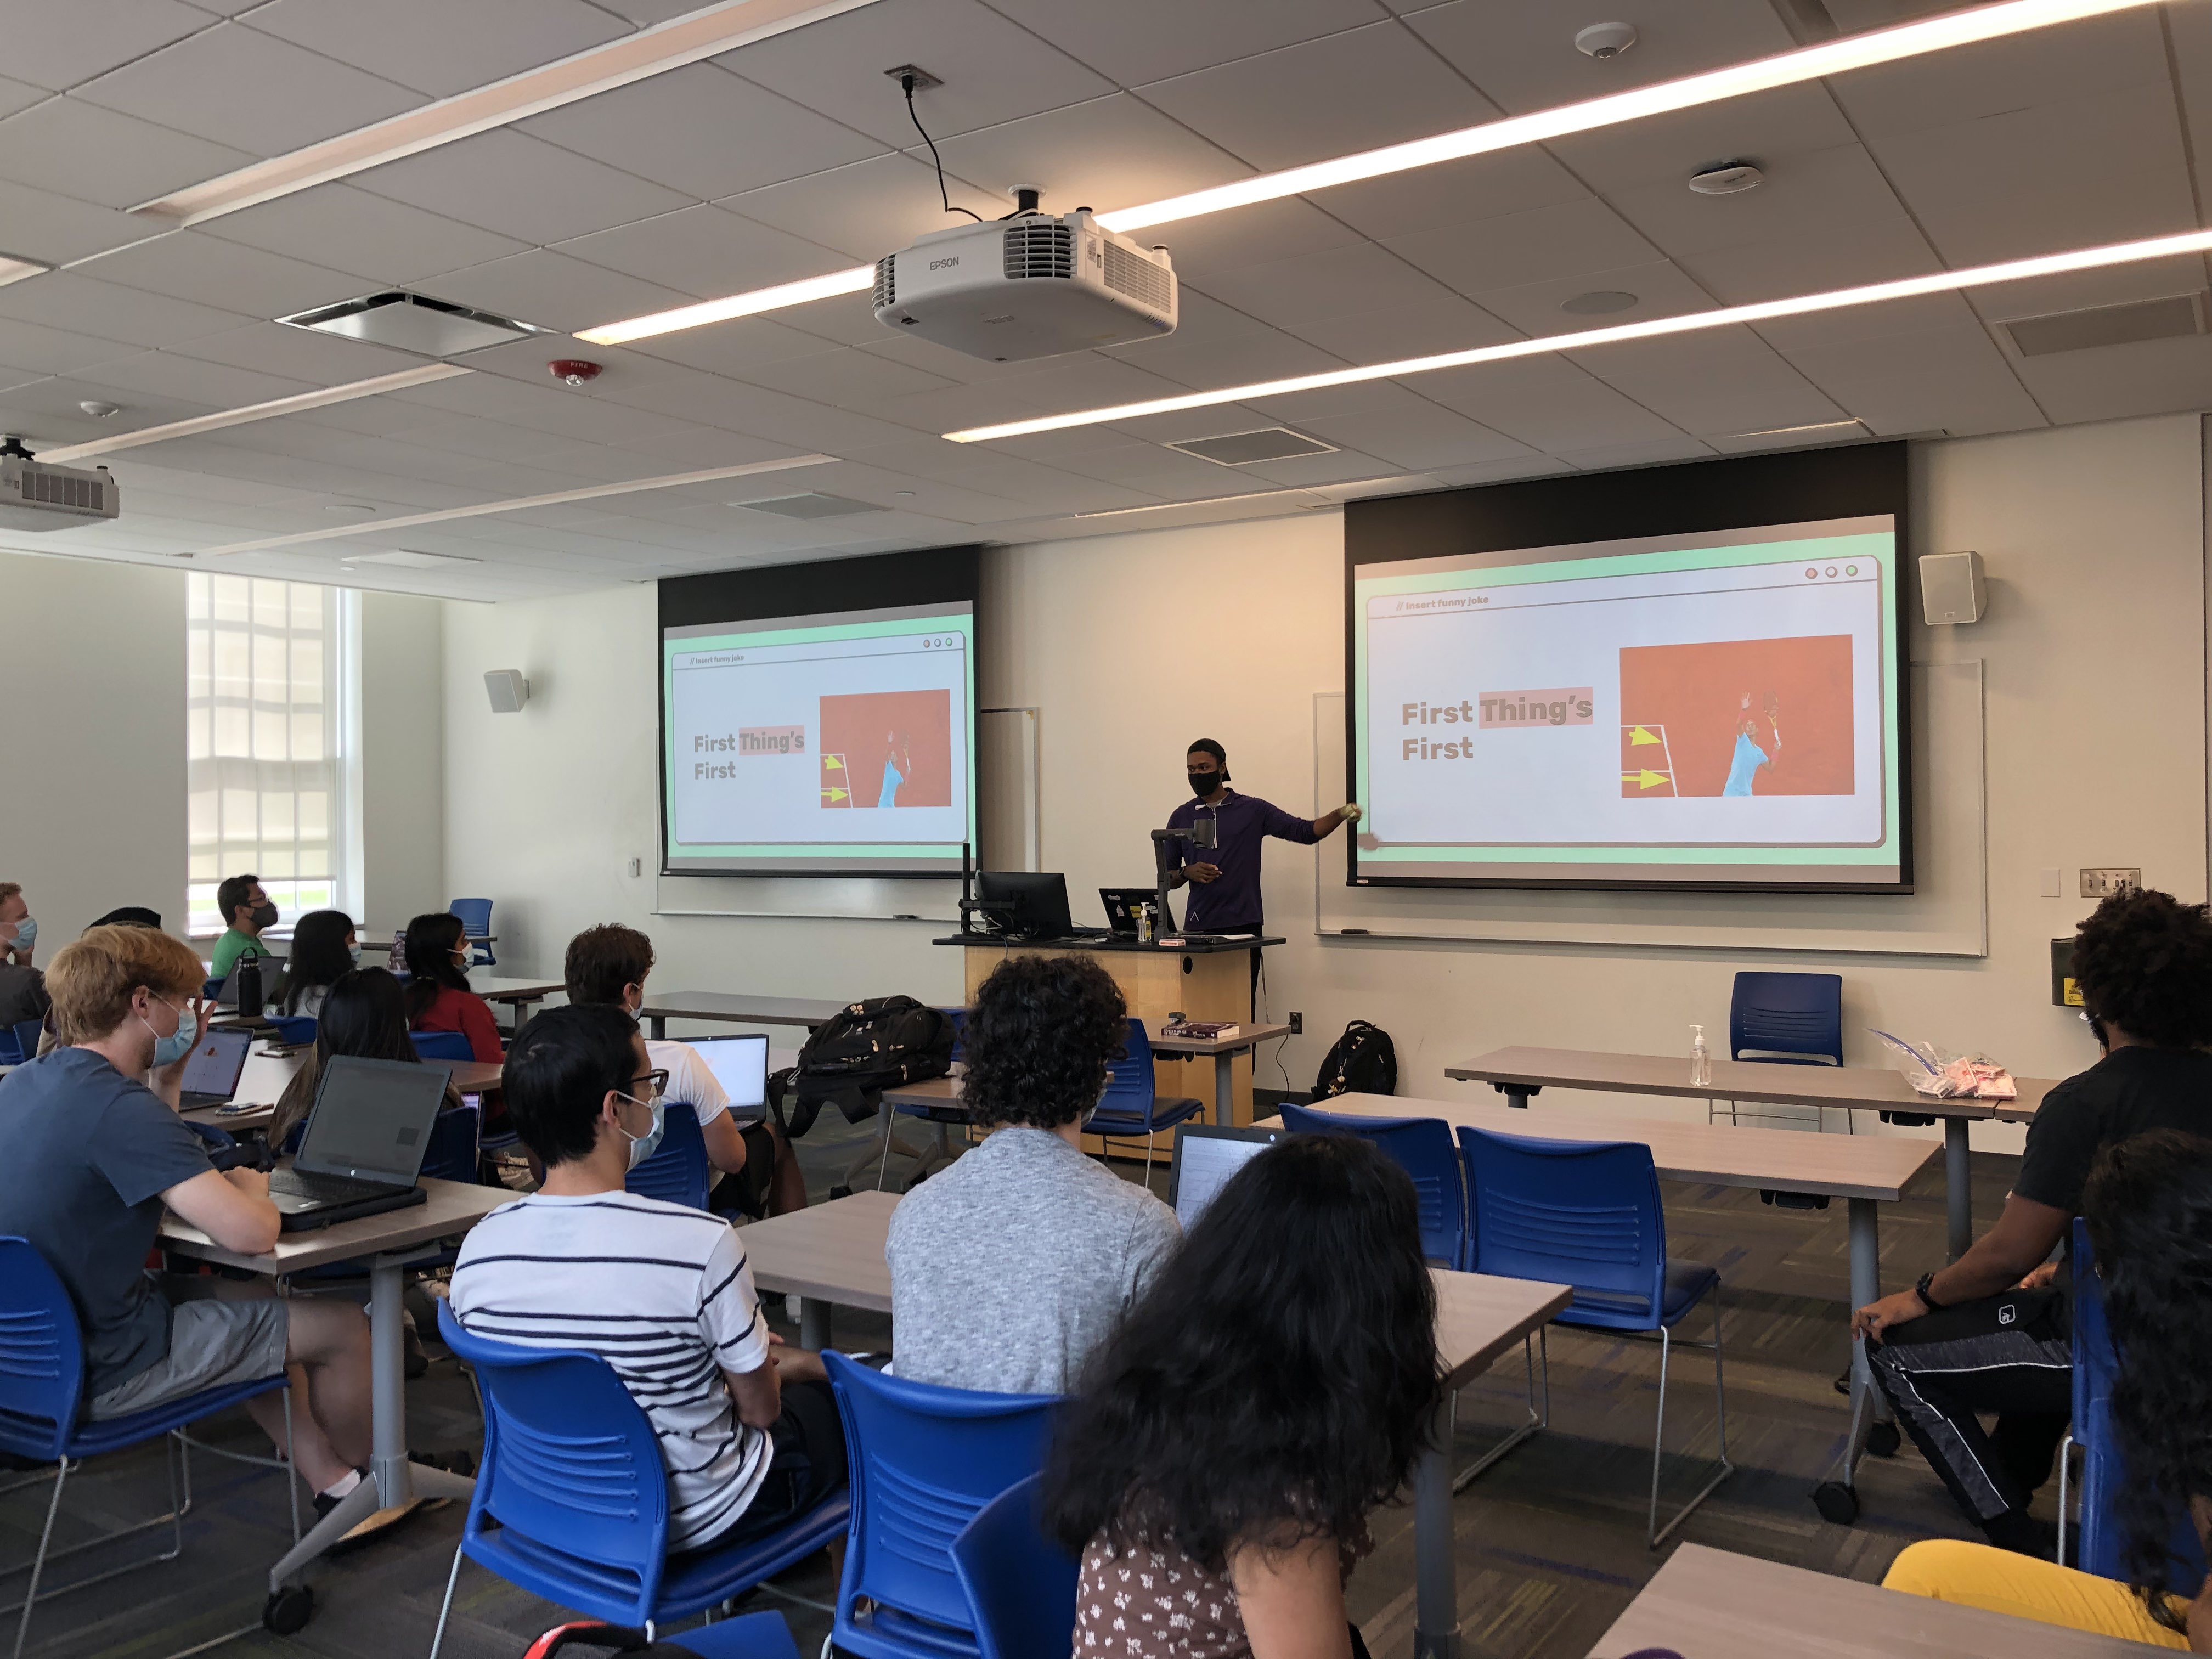 EPSON
FIRE
// Insert funny joke
First Thing's
First
// Insert funny joke
First Thing's
First